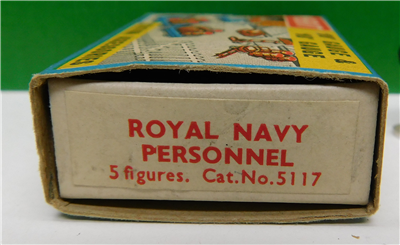 ROYAL NAVY
PERSONNEL
5 figures. Cat.No.5117